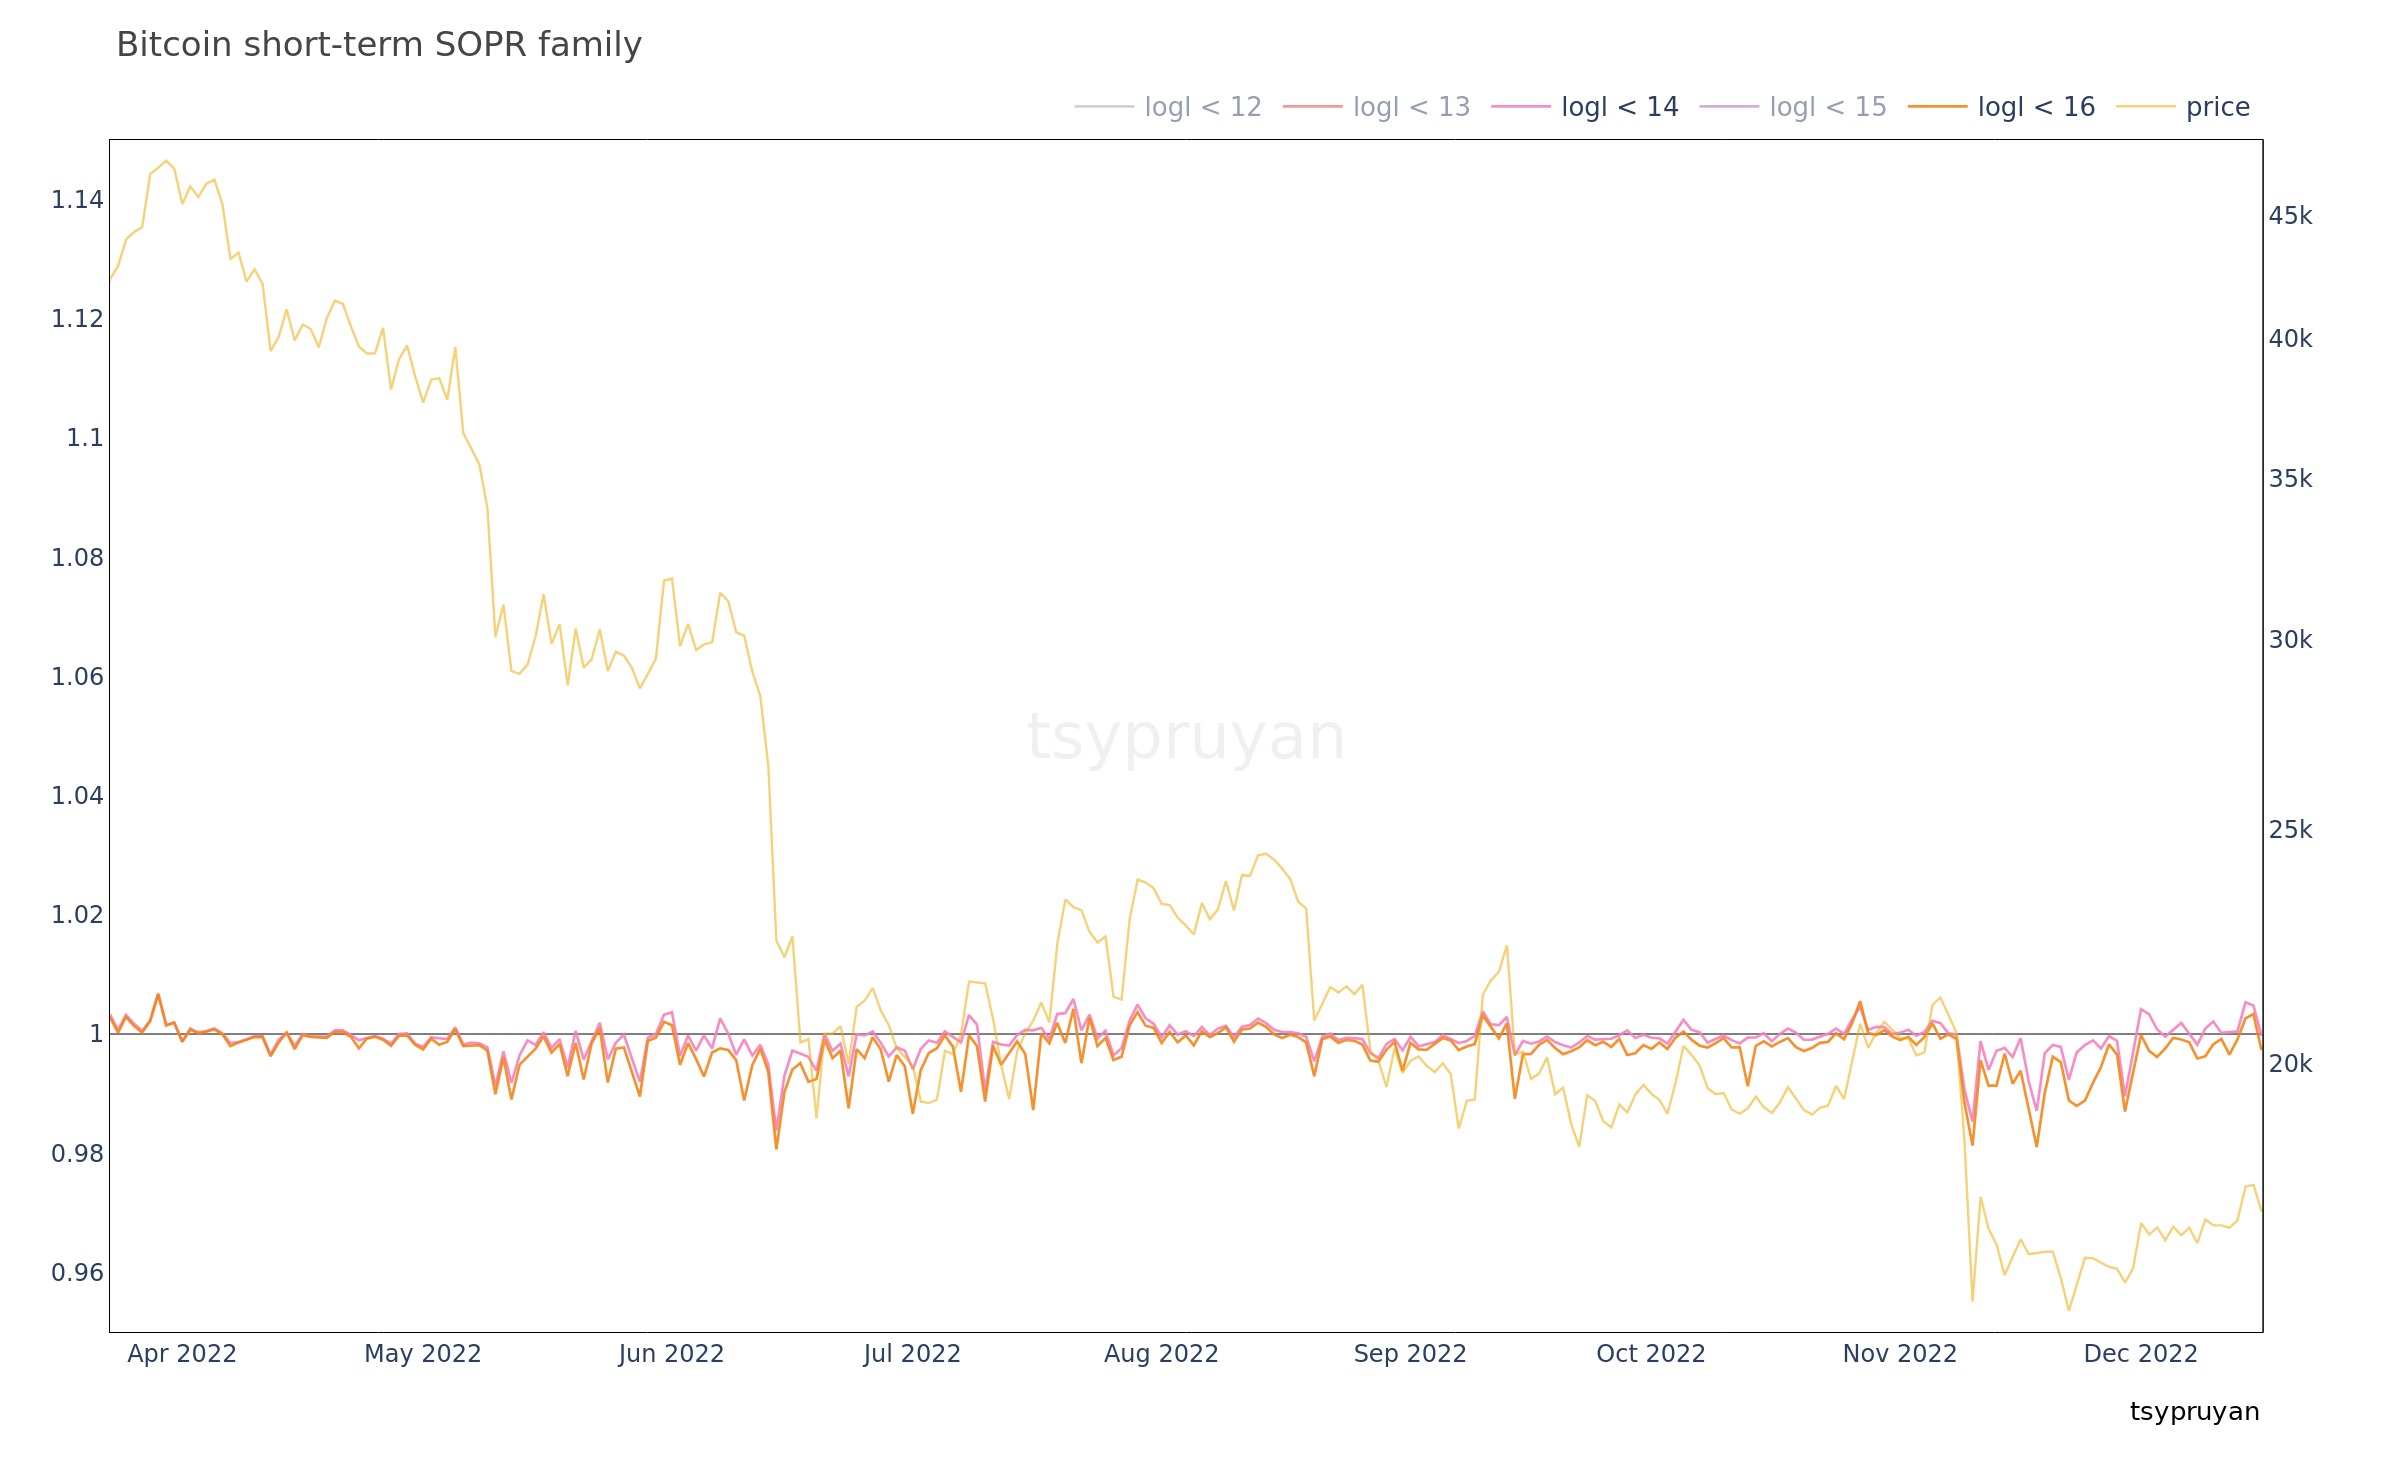 Bitcoin short-term SOPR family
logl < 12 logl < 13 logl < 14 logl < 15 logl < 16 price
1.14
1.12
1.1
1.08
1.06
1.04
1.02
1
0.98
0.96
45k
40k
35k
30k
25k
20k
tsypruyan
Apr 2022 May 2022 Jun 2022 Jul 2022 Aug 2022 Sep 2022 Oct 2022 Nov 2022 Dec 2022
tsypruyan